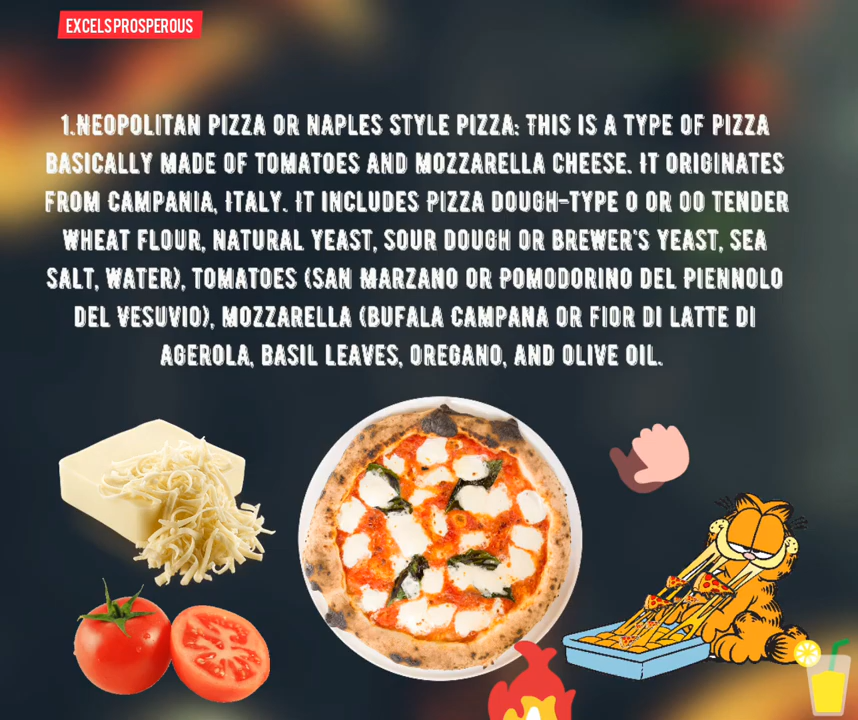 EXCELS PROSPEROUS
1.NEOPOLITAN PIZZA OR NAPLES STYLE PIZZA: THIS IS A TYPE OF PIZZA
BASICALLY MADE OF TOMATOES AND MOZZARELLA CHEESE. IT ORIGINATES
FROM CAMPANIA, ITALY. IT INCLUDES PIZZA DOUGH-TYPE 0 OR 00 TENDER
WHEAT FLOUR, NATURAL YEAST, SOUR DOUGH OR BREWER'S YEAST, SEA
SALT, WATER), TOMATOES (SAN MARZANO OR POMODORINO DEL PIENNOLO
DEL VESUVIO), MOZZARELLA (BUFALA CAMPANA OR FIOR DI LATTE DI
AGEROLA, BASIL LEAVES, OREGANO, AND OLIVE OIL.